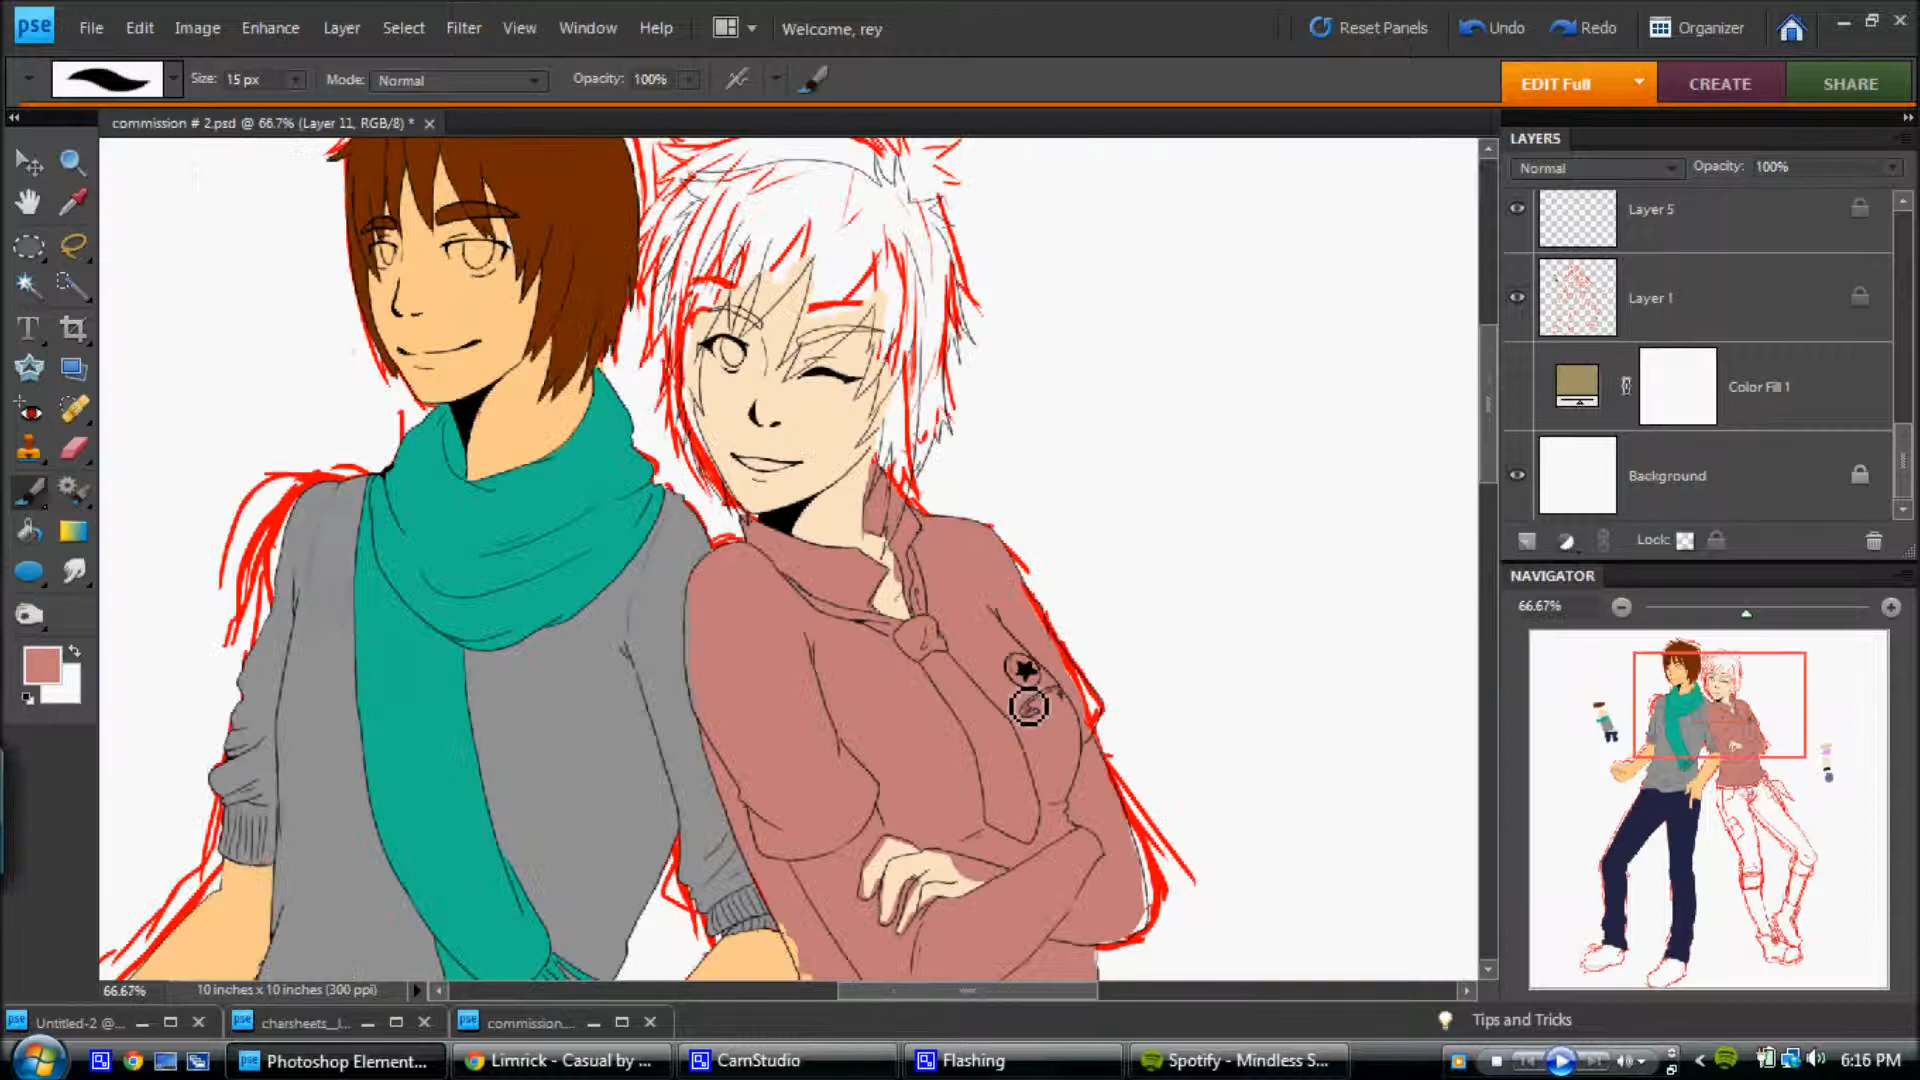 pse File Edit Image Enhance Layer Select Filter View Window Help Welcome, rey Reset Panels Undo Redo Organizer
Size: 15 px Mode: Normal Opacity: 100% EDIT Full CREATE SHARE
commission # 2.psd @ 66.7% (Layer 11, RGB/8) *
LAYERS
Normal Opacity: 100%
Layer 5
Layer 1
Color Fill 1
Background
Lock:
NAVIGATOR
66.67%
66.67% 10 inches x 10 inches (300 ppi)
pse Untitled-2 @... pse charsheets_l... pse commission... Tips and Tricks
pse Photoshop Element... Limrick - Casual by ... CamStudio Flashing Spotify - Mindless S... 6:16 PM